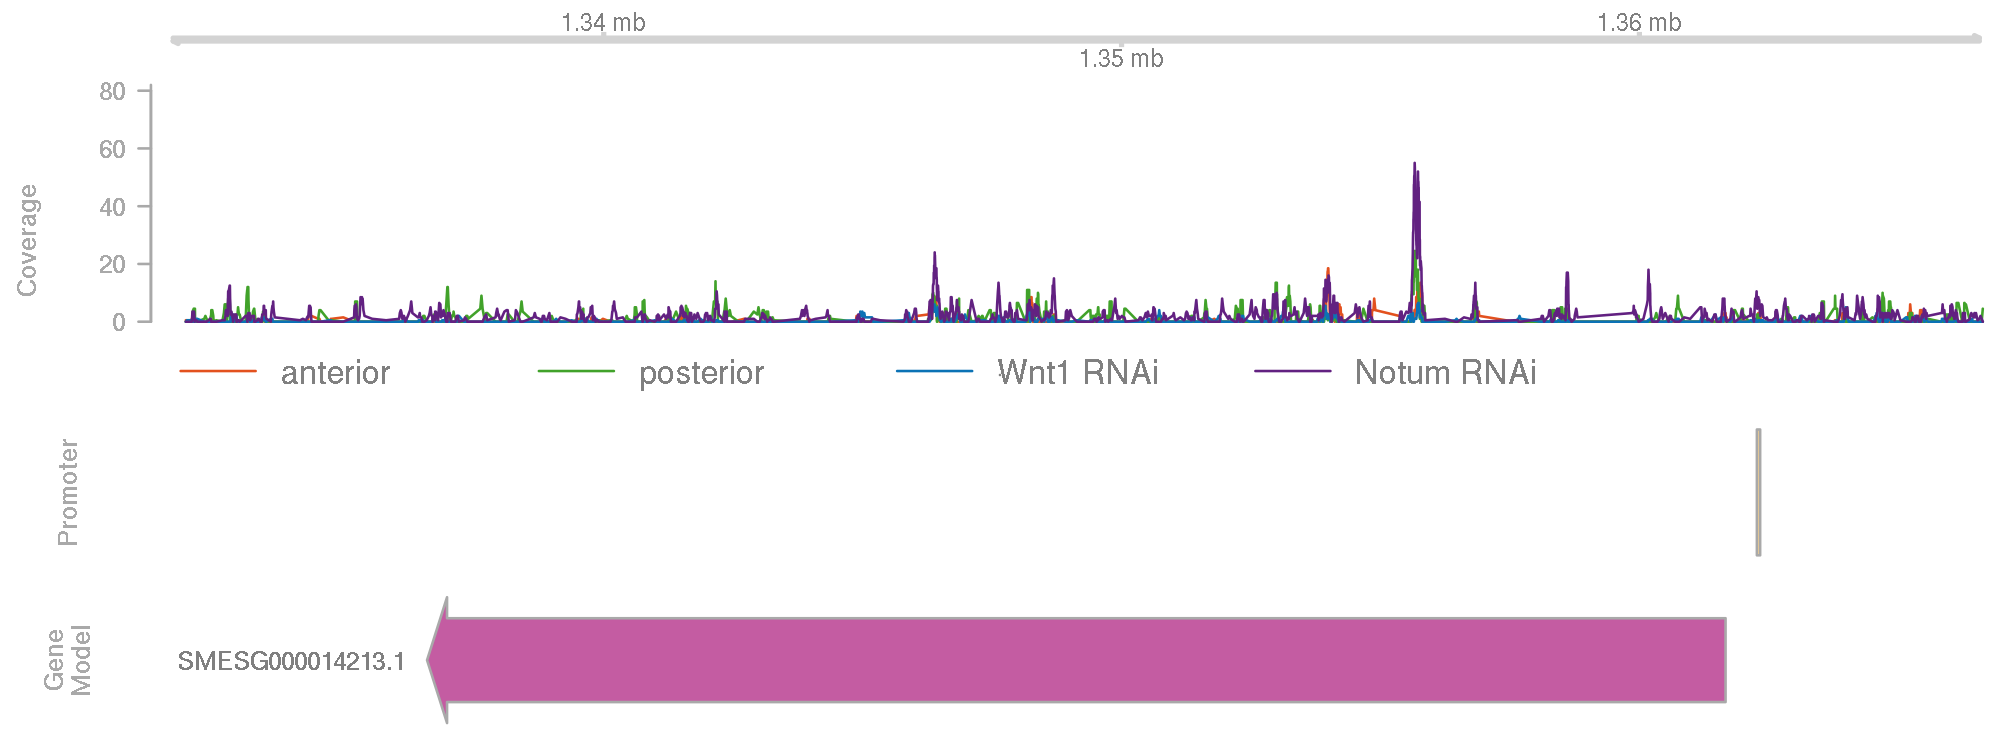 1.34 mb
1.36 mb
1.35 mb
80
60
40
20
0
Coverage
anterior
posterior
Wnt1 RNAi
Notum RNAi
Promoter
Gene
Model
SMESG000014213.1